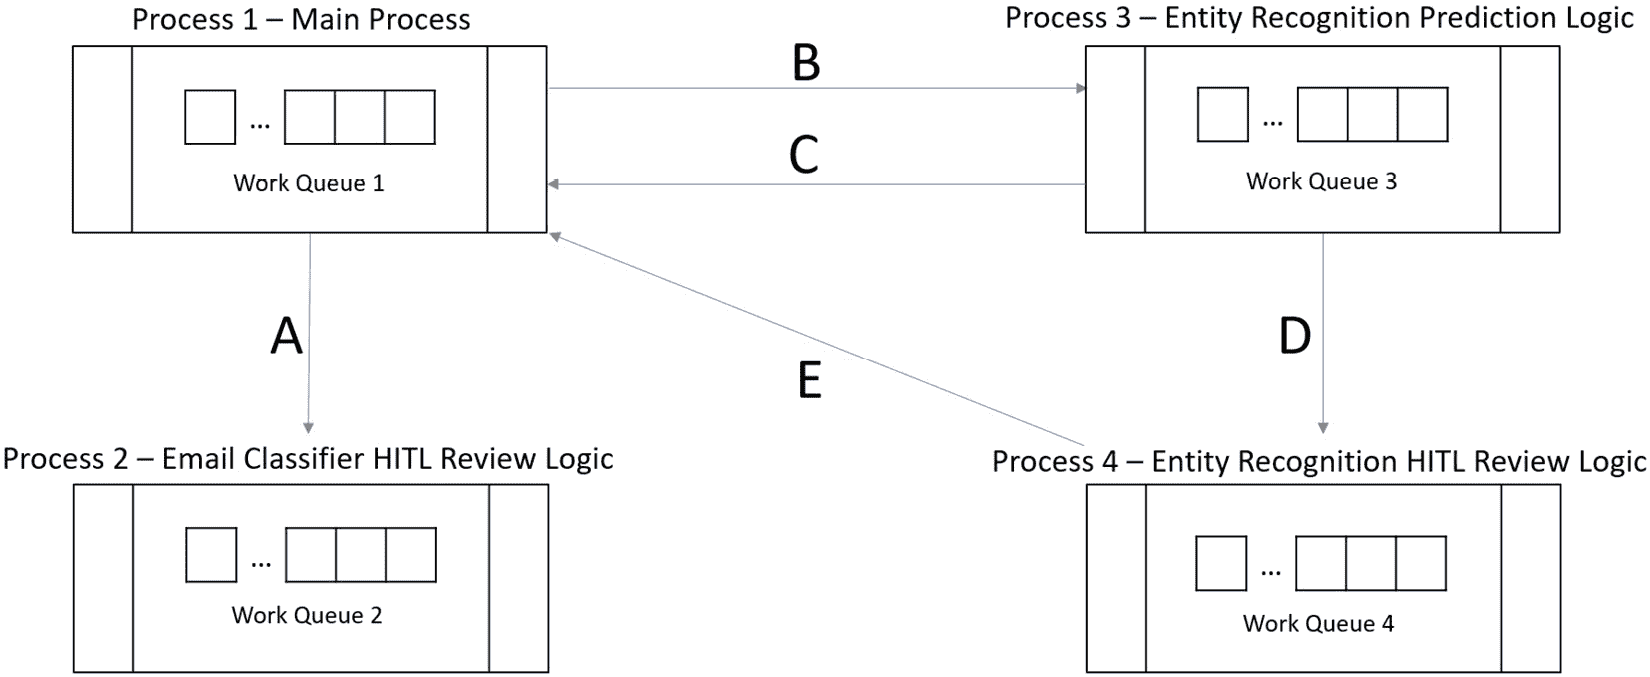 Process 1 – Main Process
Process 3 – Entity Recognition Prediction Logic
B
...
...
C
Work Queue 1
Work Queue 3
A
D
E
Process 2 – Email Classifier HITL Review Logic
Process 4 – Entity Recognition HITL Review Logic
...
...
Work Queue 2
Work Queue 4